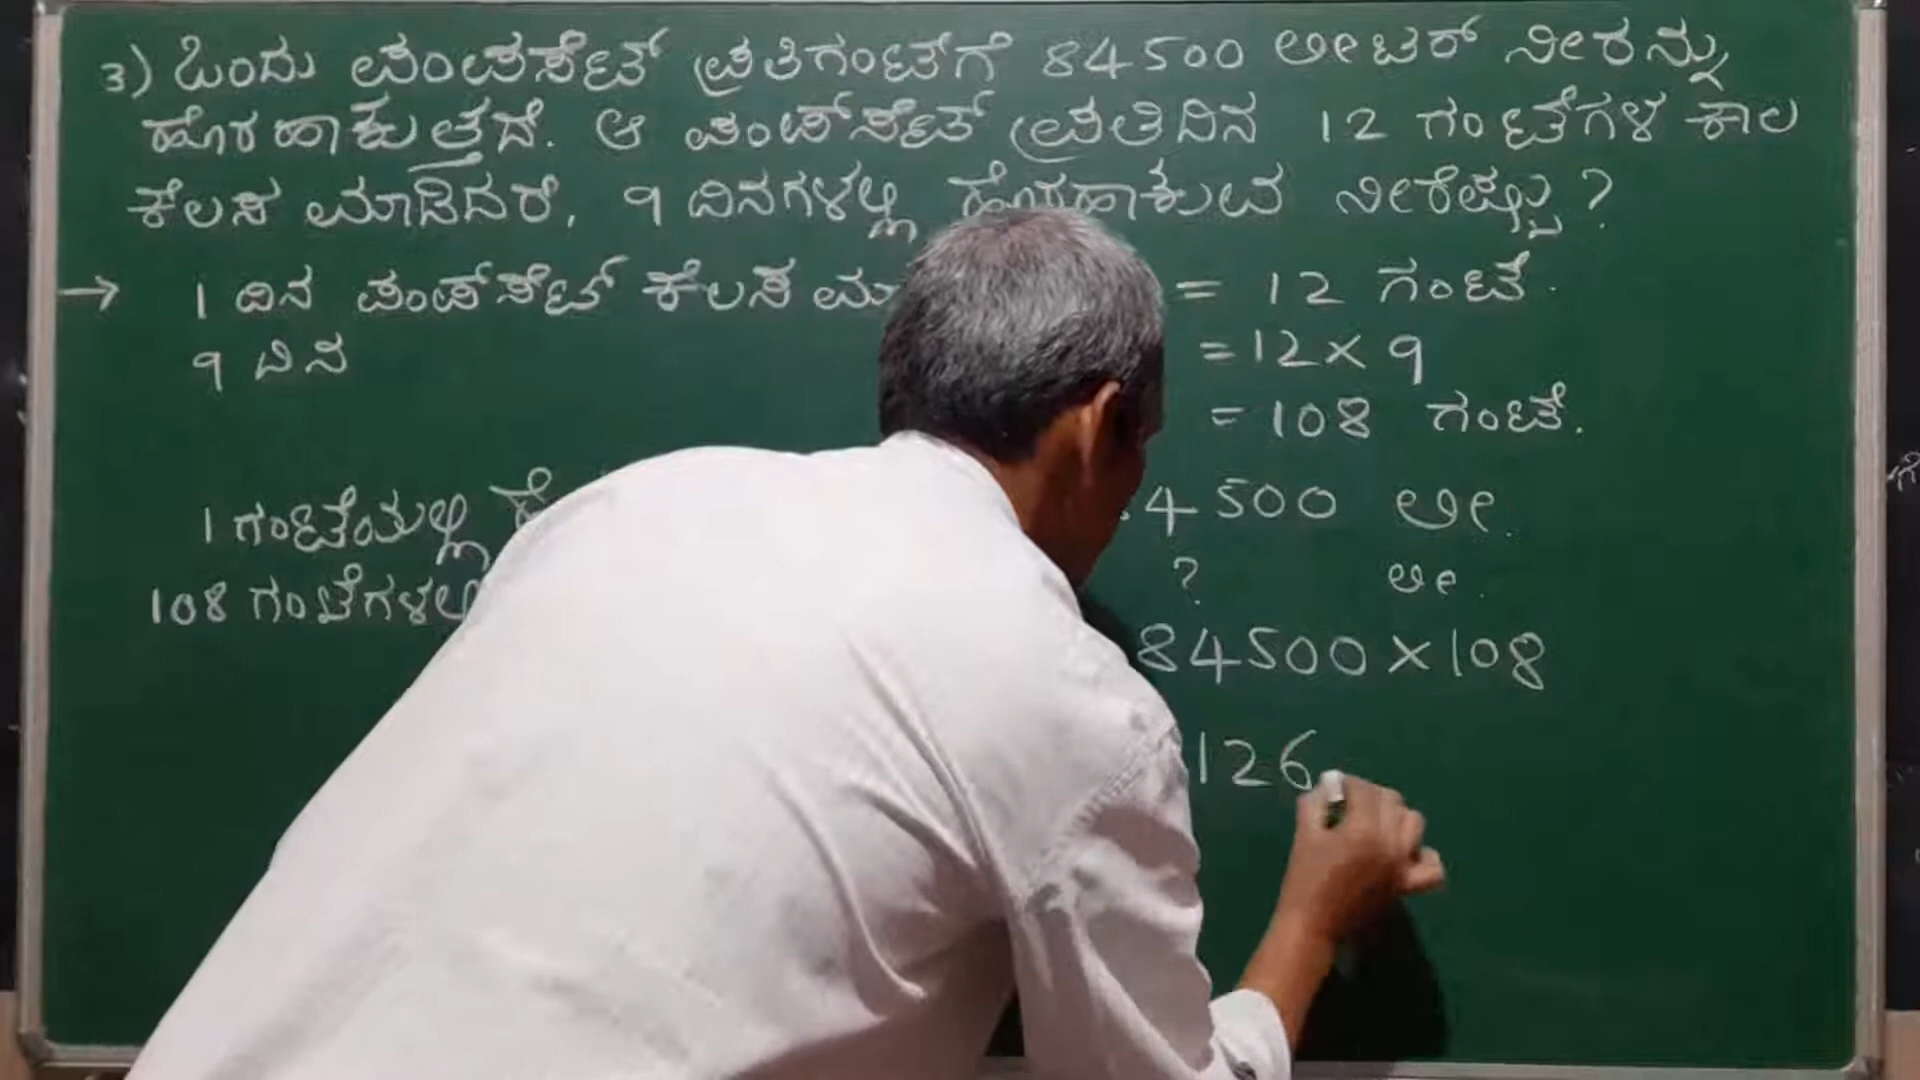 3) ಒಂದು ಪಂಪಸೆಟ್ ಪ್ರತಿಗಂಟ್‌ಗೆ 84500 ಲೀಟರ್ ನೀರನ್ನು
ಹೊರಹಾಕುತ್ತದೆ. ಆ ಪಂಪ್‌ಸೆಟ್ ಪ್ರತಿದಿನ 12 ಗಂಟೆಗಳ ಕಾಲ
ಕೆಲಸ ಮಾಡಿದರೆ, 9 ದಿನಗಳಲ್ಲಿ ಹೊರಹಾಕುವ ನೀರೆಷ್ಟು?
→ 1 ದಿನ ಪಂಪ್‌ಸೆಟ್ ಕೆಲಸ = 12 ಗಂಟೆ.
9 ದಿನ = 12 × 9
= 108 ಗಂಟೆ.
1 ಗಂಟೆಯಲ್ಲಿ 4500 ಲೀ.
108 ಗಂಟೆಗಳಲ್ಲಿ ? ಲೀ.
84500 × 108
126